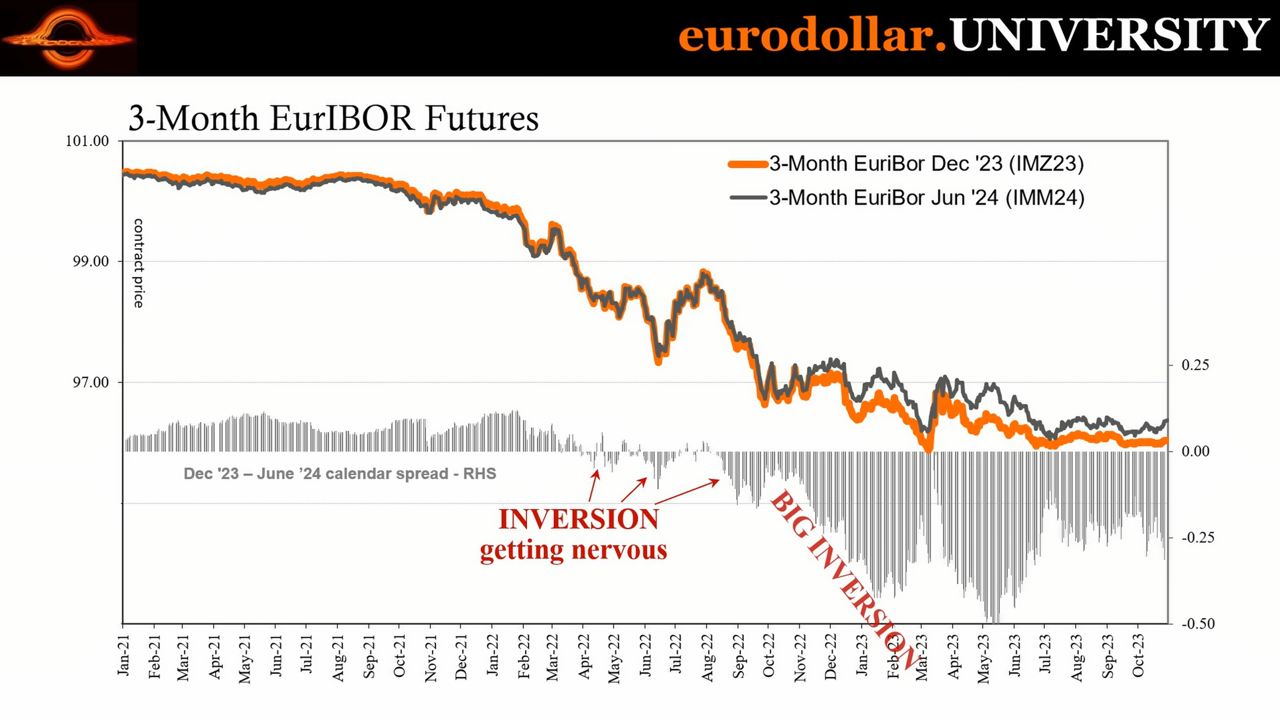 eurodollar.UNIVERSITY
3-Month EurIBOR Futures
101.00
99.00
97.00
contract price
3-Month EuriBor Dec '23 (IMZ23)
3-Month EuriBor Jun '24 (IMM24)
0.25
0.00
-0.25
-0.50
Dec '23 – June ’24 calendar spread - RHS
INVERSION
getting nervous
BIG INVERSION
Jan-21
Feb-21
Mar-21
Apr-21
May-21
Jun-21
Jul-21
Aug-21
Sep-21
Oct-21
Nov-21
Dec-21
Jan-22
Feb-22
Mar-22
Apr-22
May-22
Jun-22
Jul-22
Aug-22
Sep-22
Oct-22
Nov-22
Dec-22
Jan-23
Feb-23
Mar-23
Apr-23
May-23
Jun-23
Jul-23
Aug-23
Sep-23
Oct-23